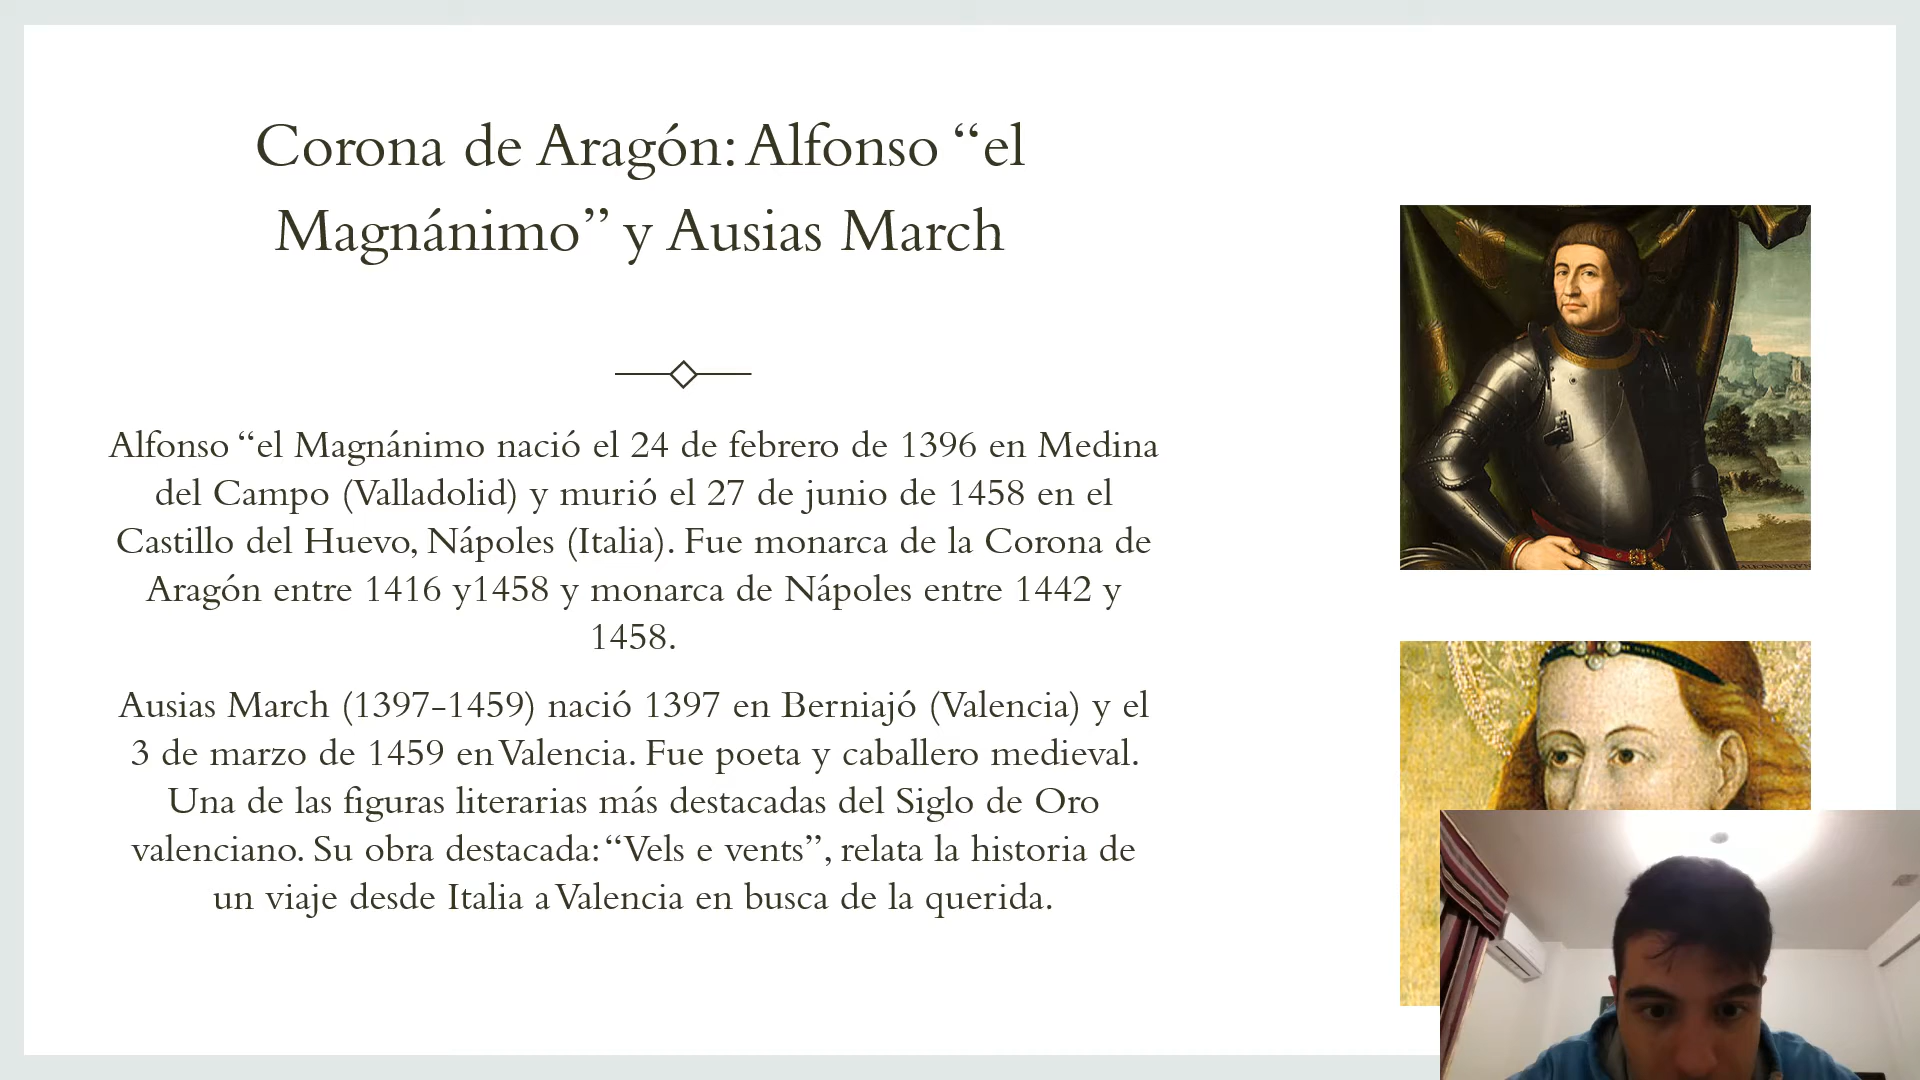 Corona de Aragón: Alfonso “el
Magnánimo” y Ausias March
Alfonso “el Magnánimo nació el 24 de febrero de 1396 en Medina
del Campo (Valladolid) y murió el 27 de junio de 1458 en el
Castillo del Huevo, Nápoles (Italia). Fue monarca de la Corona de
Aragón entre 1416 y1458 y monarca de Nápoles entre 1442 y
1458.
Ausias March (1397-1459) nació 1397 en Berniajó (Valencia) y el
3 de marzo de 1459 en Valencia. Fue poeta y caballero medieval.
Una de las figuras literarias más destacadas del Siglo de Oro
valenciano. Su obra destacada: “Vels e vents”, relata la historia de
un viaje desde Italia a Valencia en busca de la querida.